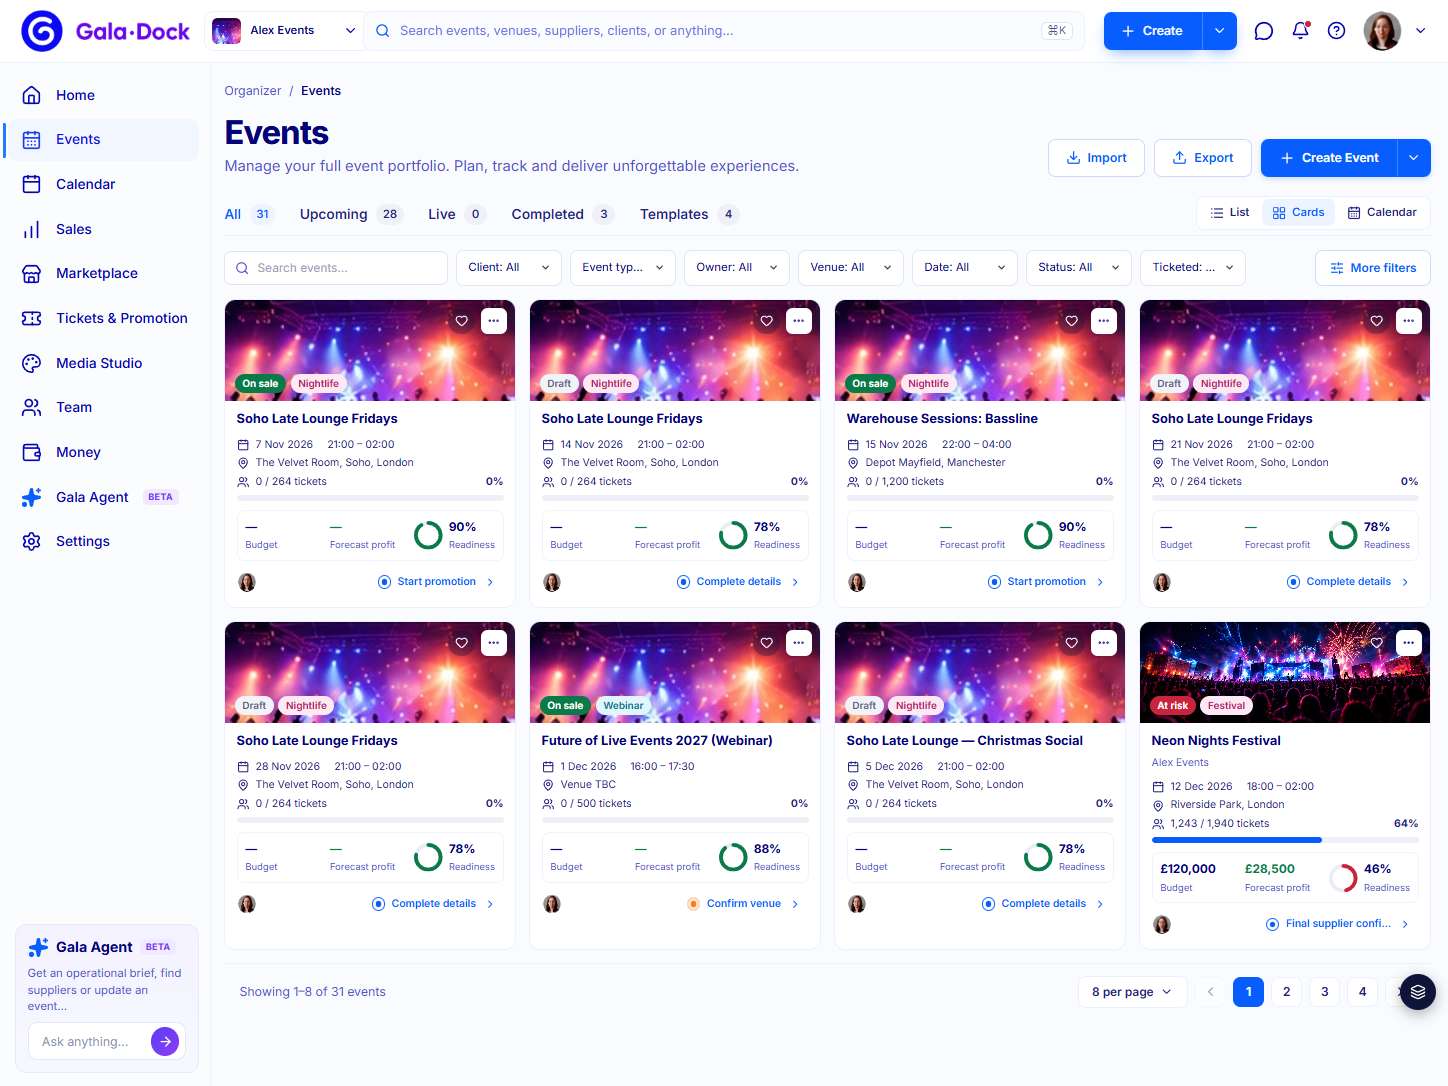 Gala·Dock
Alex Events
Search events, venues, suppliers, clients, or anything...
⌘K
Create
Home
Events
Calendar
Sales
Marketplace
Tickets & Promotion
Media Studio
Team
Money
Gala Agent BETA
Settings
Gala Agent BETA
Get an operational brief, find
suppliers or update an
event...
Ask anything...
Organizer / Events
Events
Manage your full event portfolio. Plan, track and deliver unforgettable experiences.
Import
Export
Create Event
All 31
Upcoming 28
Live 0
Completed 3
Templates 4
List
Cards
Calendar
Search events...
Client: All
Event typ...
Owner: All
Venue: All
Date: All
Status: All
Ticketed: ...
More filters
On sale Nightlife
Soho Late Lounge Fridays
7 Nov 2026 21:00 – 02:00
The Velvet Room, Soho, London
0 / 264 tickets 0%
— — 90%
Budget Forecast profit Readiness
Start promotion
Draft Nightlife
Soho Late Lounge Fridays
14 Nov 2026 21:00 – 02:00
The Velvet Room, Soho, London
0 / 264 tickets 0%
— — 78%
Budget Forecast profit Readiness
Complete details
On sale Nightlife
Warehouse Sessions: Bassline
15 Nov 2026 22:00 – 04:00
Depot Mayfield, Manchester
0 / 1,200 tickets 0%
— — 90%
Budget Forecast profit Readiness
Start promotion
Draft Nightlife
Soho Late Lounge Fridays
21 Nov 2026 21:00 – 02:00
The Velvet Room, Soho, London
0 / 264 tickets 0%
— — 78%
Budget Forecast profit Readiness
Complete details
Draft Nightlife
Soho Late Lounge Fridays
28 Nov 2026 21:00 – 02:00
The Velvet Room, Soho, London
0 / 264 tickets 0%
— — 78%
Budget Forecast profit Readiness
Complete details
On sale Webinar
Future of Live Events 2027 (Webinar)
1 Dec 2026 16:00 – 17:30
Venue TBC
0 / 500 tickets 0%
— — 88%
Budget Forecast profit Readiness
Confirm venue
Draft Nightlife
Soho Late Lounge — Christmas Social
5 Dec 2026 21:00 – 02:00
The Velvet Room, Soho, London
0 / 264 tickets 0%
— — 78%
Budget Forecast profit Readiness
Complete details
At risk Festival
Neon Nights Festival
Alex Events
12 Dec 2026 18:00 – 02:00
Riverside Park, London
1,243 / 1,940 tickets 64%
£120,000 £28,500 46%
Budget Forecast profit Readiness
Final supplier confi...
Showing 1–8 of 31 events
8 per page
1 2 3 4